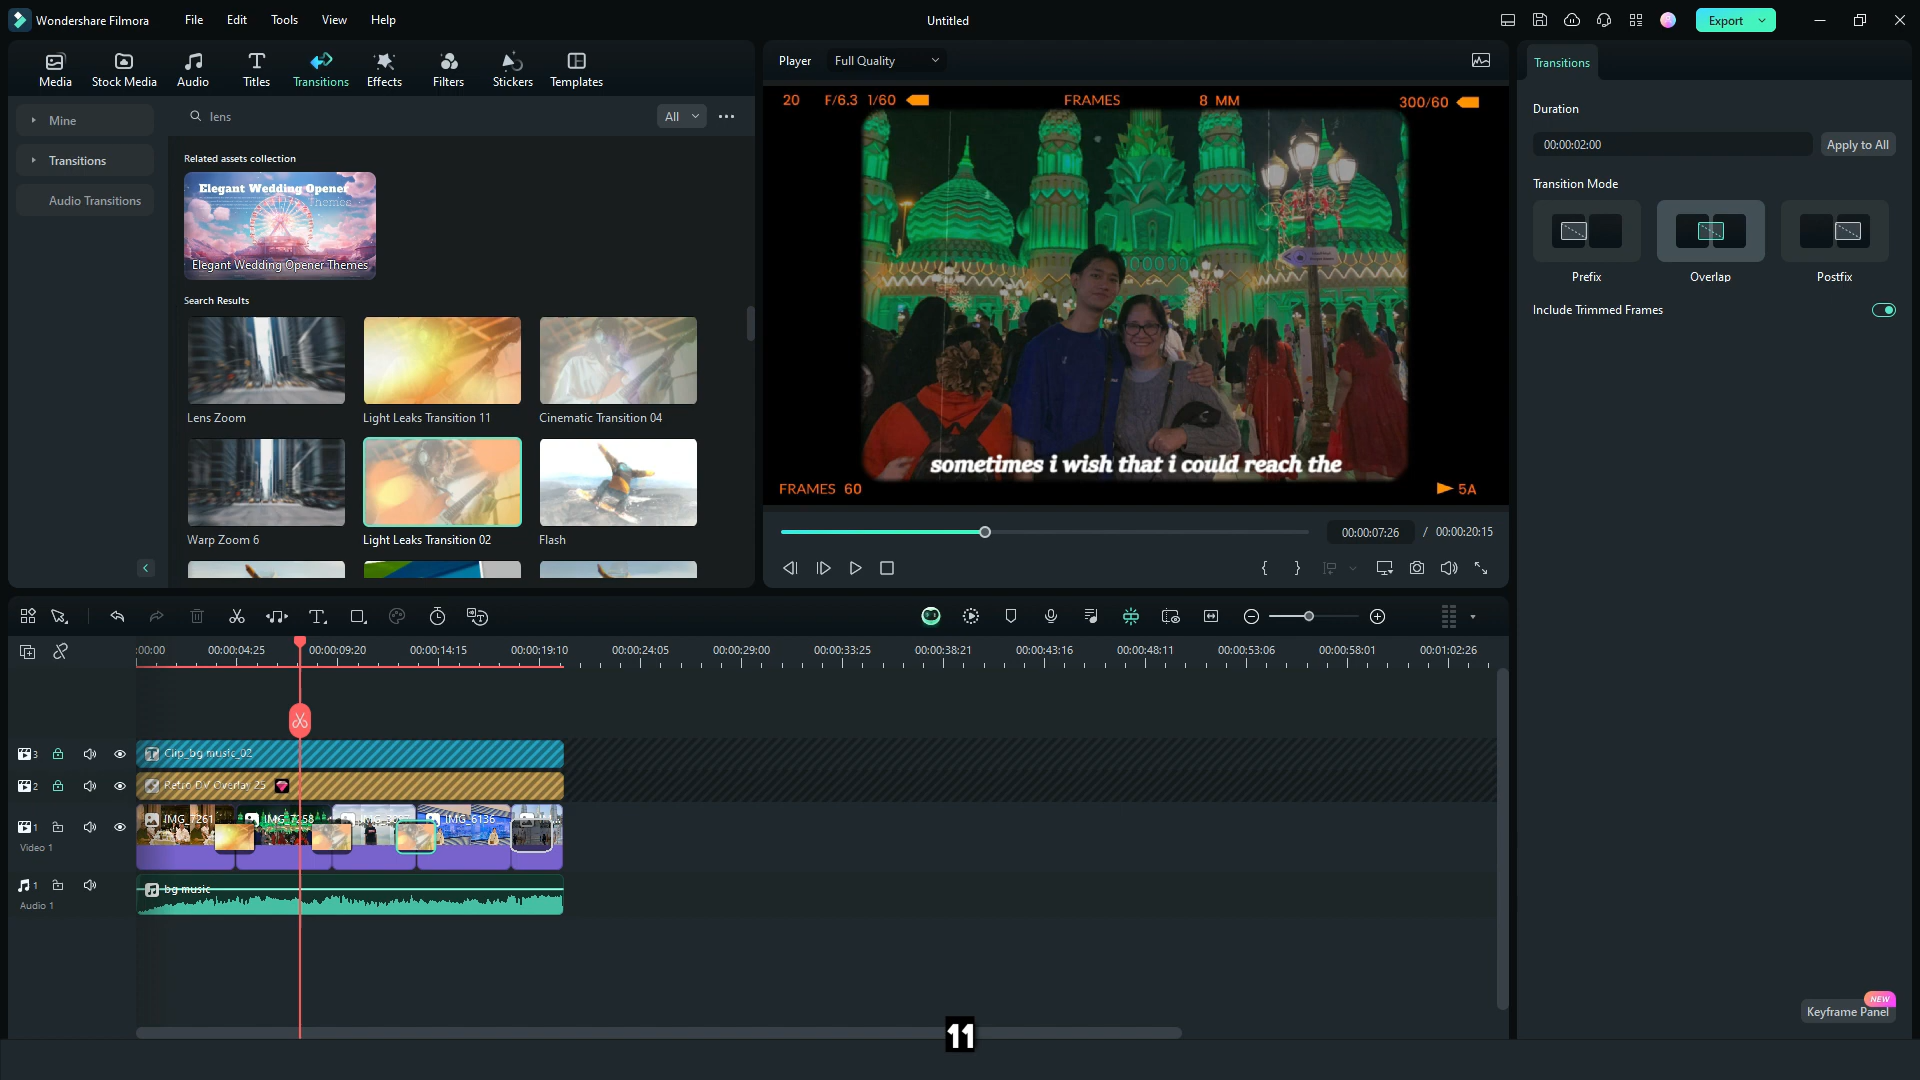 Wondershare Filmora
File Edit Tools View Help
Untitled
Export
Media Stock Media Audio Titles Transitions Effects Filters Stickers Templates
Mine
Transitions
Audio Transitions
lens
All
Related assets collection
Elegant Wedding Opener
Themes
Elegant Wedding Opener Themes
Search Results
Lens Zoom
Light Leaks Transition 11
Cinematic Transition 04
Warp Zoom 6
Light Leaks Transition 02
Flash
Player
Full Quality
20 F/6.3 1/60 FRAMES 8 MM 300/60
sometimes i wish that i could reach the
FRAMES 60
5A
00:00:07:26 / 00:00:20:15
{ }
Transitions
Duration
00:00:02:00
Apply to All
Transition Mode
Prefix
Overlap
Postfix
Include Trimmed Frames
:00:00 00:00:04:25 00:00:09:20 00:00:14:15 00:00:19:10 00:00:24:05 00:00:29:00 00:00:33:25 00:00:38:21 00:00:43:16 00:00:48:11 00:00:53:06 00:00:58:01 00:01:02:26
3
Clip_bg music_02
2
Retro DV Overlay 25
1
IMG_7261
IMG_6136
Video 1
1
bg music
Audio 1
NEW
Keyframe Panel
11